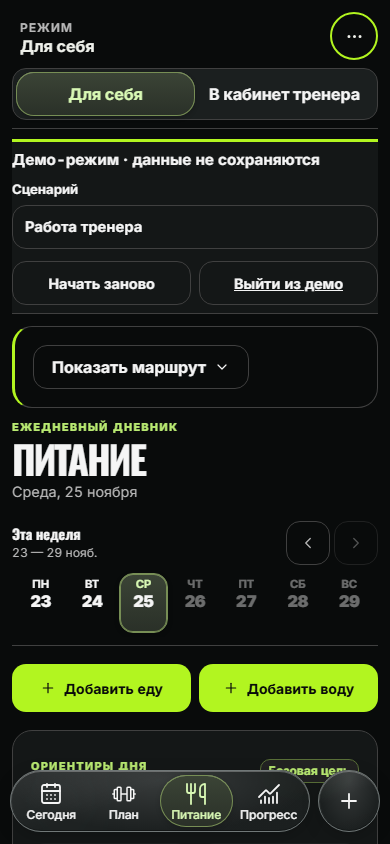 РЕЖИМ
Для себя
Для себя
В кабинет тренера
Демо-режим · данные не сохраняются
Сценарий
Работа тренера
Начать заново
Выйти из демо
Показать маршрут
ЕЖЕДНЕВНЫЙ ДНЕВНИК
ПИТАНИЕ
Среда, 25 ноября
Эта неделя
23 — 29 нояб.
ПН ВТ СР ЧТ ПТ СБ ВС
23 24 25 26 27 28 29
+ Добавить еду
+ Добавить воду
ОРИЕНТИРЫ ДНЯ
Базовая цель
Сегодня
План
Питание
Прогресс